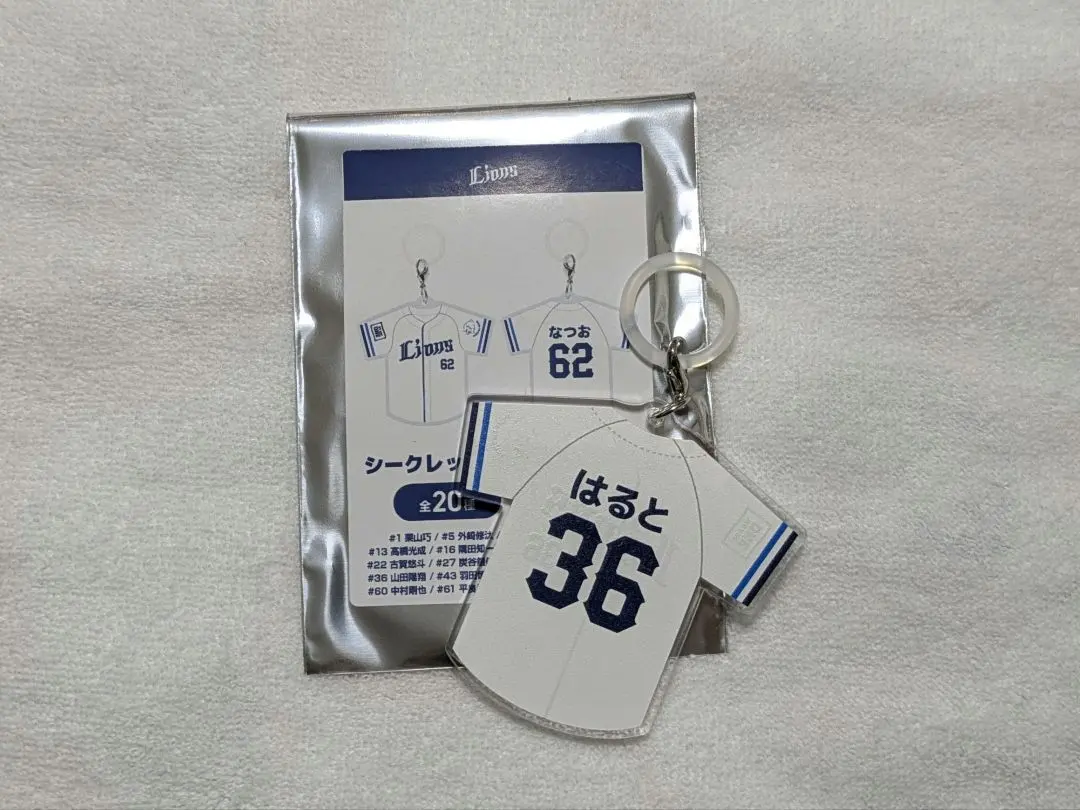 Lions
Lions
62
なつお
62
シークレッ
全20種
#1 栗山巧 / #5 外崎修汰 /
#13 高橋光成 / #16 隅田知一
#22 古賀悠斗 / #27 炭谷銀
#36 山田陽翔 / #43 羽田
#60 中村剛也 / #61 平良
はると
36